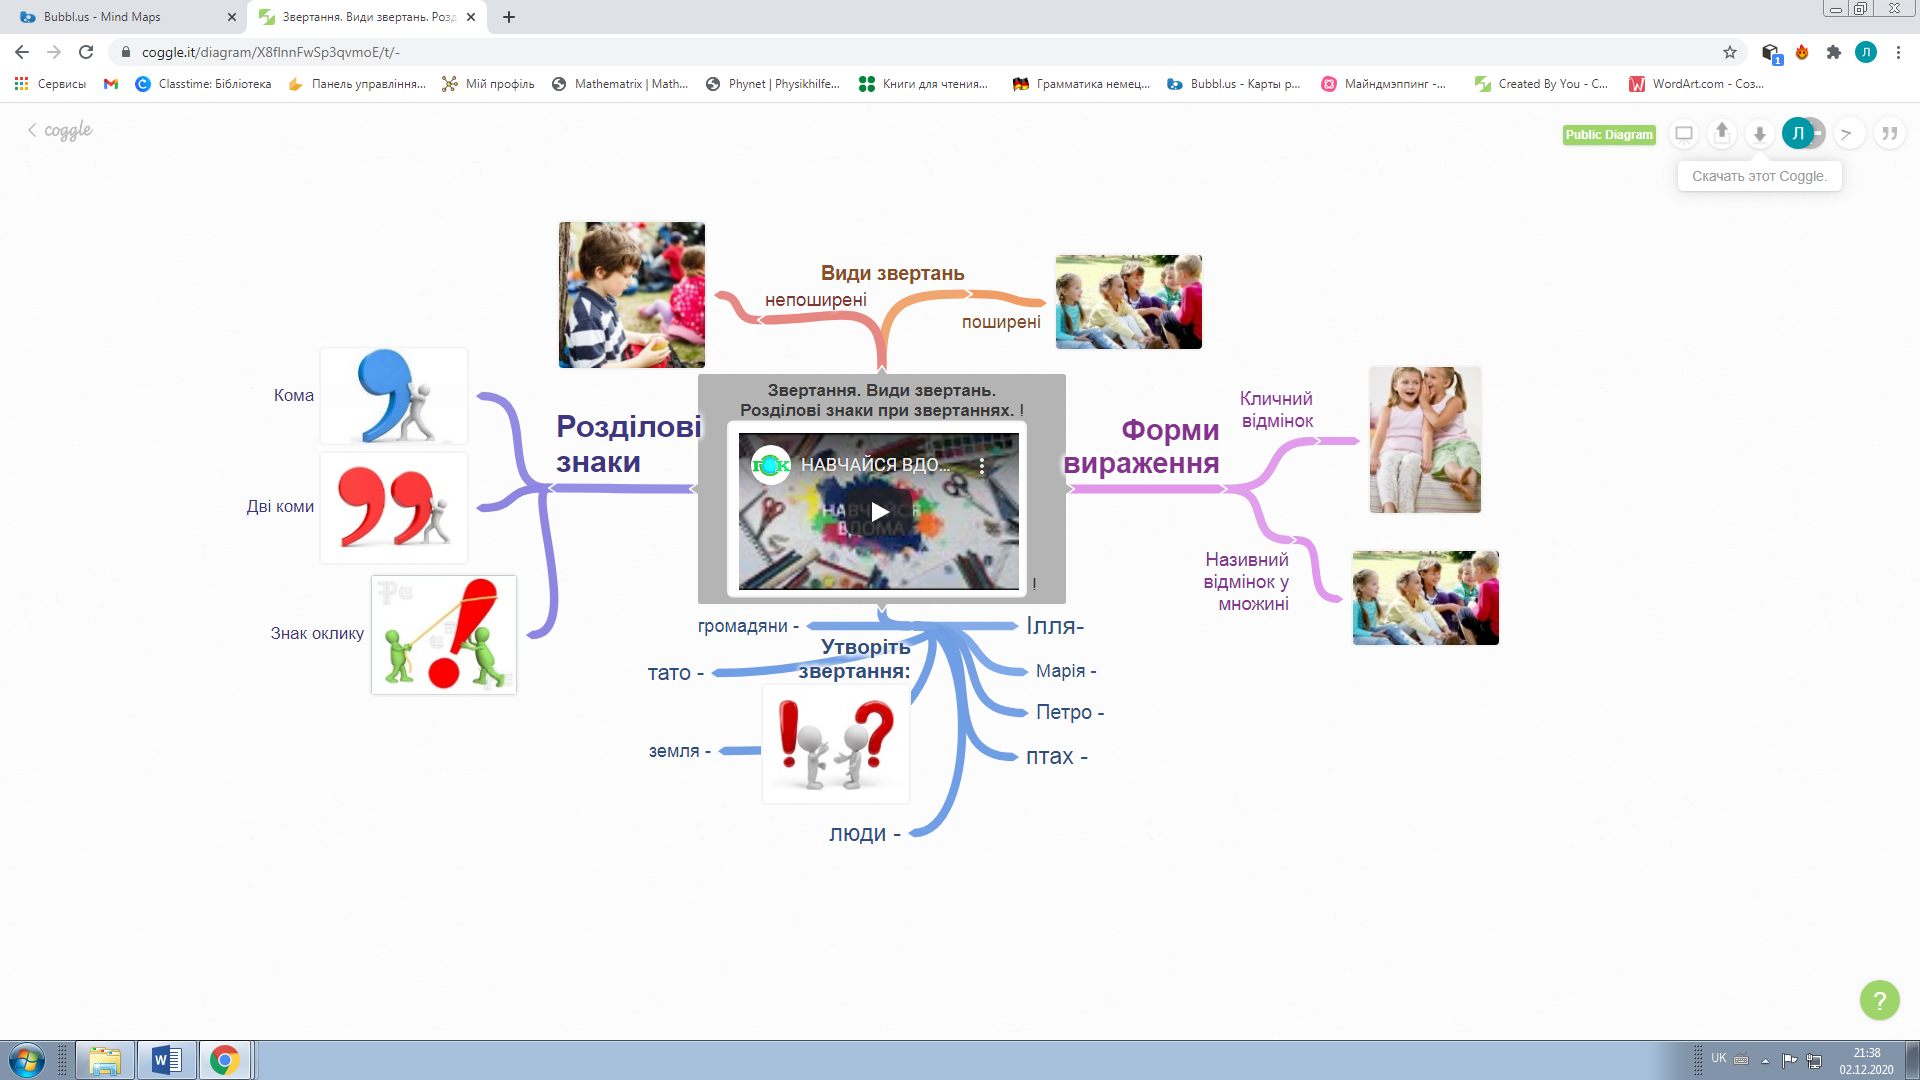 Bubbl.us - Mind Maps
Звертання. Види звертань. Розд
coggle.it/diagram/X8fInnFwSp3qvmoE/t/-
Л
Сервисы
Classtime: Бібліотека
Панель управління...
Мій профіль
Mathematrix | Math...
Phynet | Physikhilfe...
Книги для чтения...
Грамматика немец...
Bubbl.us - Карты р...
Майндмэппинг -...
Created By You - C...
WordArt.com - Соз...
coggle
Public Diagram
Л
Скачать этот Coggle.
Види звертань
непоширені
поширені
Звертання. Види звертань.
Розділові знаки при звертаннях. !
НАВЧАЙСЯ ВДО...
НАВЧАЙСЯ
ВДОМА
!
Розділові
знаки
Кома
Дві коми
Знак оклику
Форми
вираження
Кличний
відмінок
Називний
відмінок у
множині
громадяни -
Утворіть
звертання:
тато -
земля -
люди -
Ілля-
Марія -
Петро -
птах -
?
UK
21:38
02.12.2020